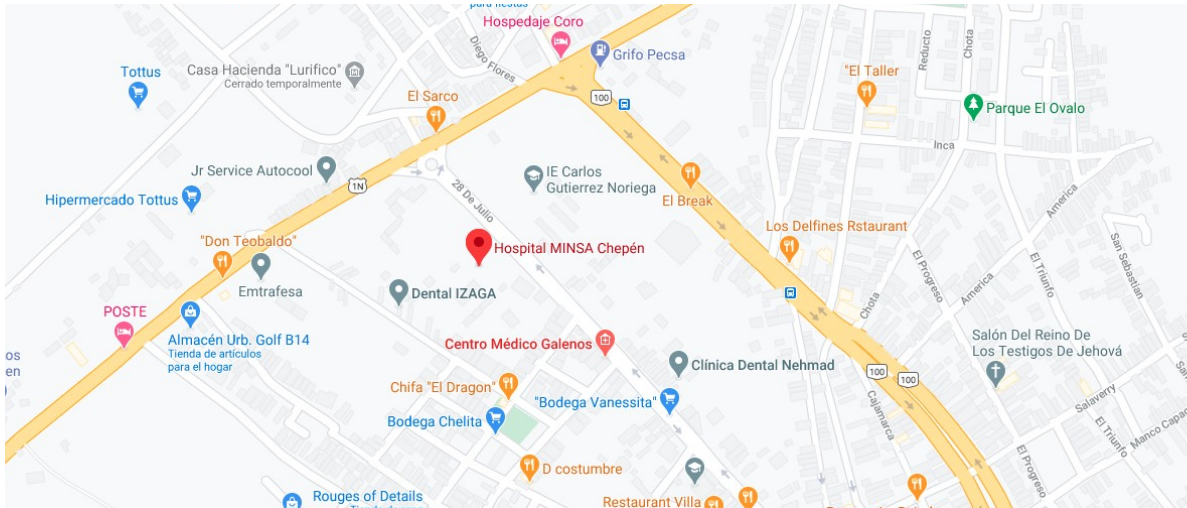 para fiestas
Hospedaje Coro
Diego Flores
Grifo Pecsa
Tottus
Casa Hacienda "Lurifico"
Cerrado temporalmente
El Sarco
100
"El Taller
Reducto
Chota
Parque El Ovalo
Inca
Jr Service Autocool
1N
28 De Julio
IE Carlos
Gutierrez Noriega
El Break
Hipermercado Tottus
America
San Sebastian
"Don Teobaldo"
Hospital MINSA Chepén
Los Delfines Rstaurant
Emtrafesa
Dental IZAGA
El Progreso
America
El Triunfo
Chota
POSTE
Almacén Urb. Golf B14
Tienda de artículos
para el hogar
Centro Médico Galenos
Salón Del Reino De
Los Testigos De Jehová
os
en
Clínica Dental Nehmad
100
100
Chifa "El Dragon"
"Bodega Vanessita"
Bodega Chelita
Cajamarca
Salaverry
El Triunfo
Manco Capac
El Progreso
D costumbre
Rouges of Details
Restaurant Villa